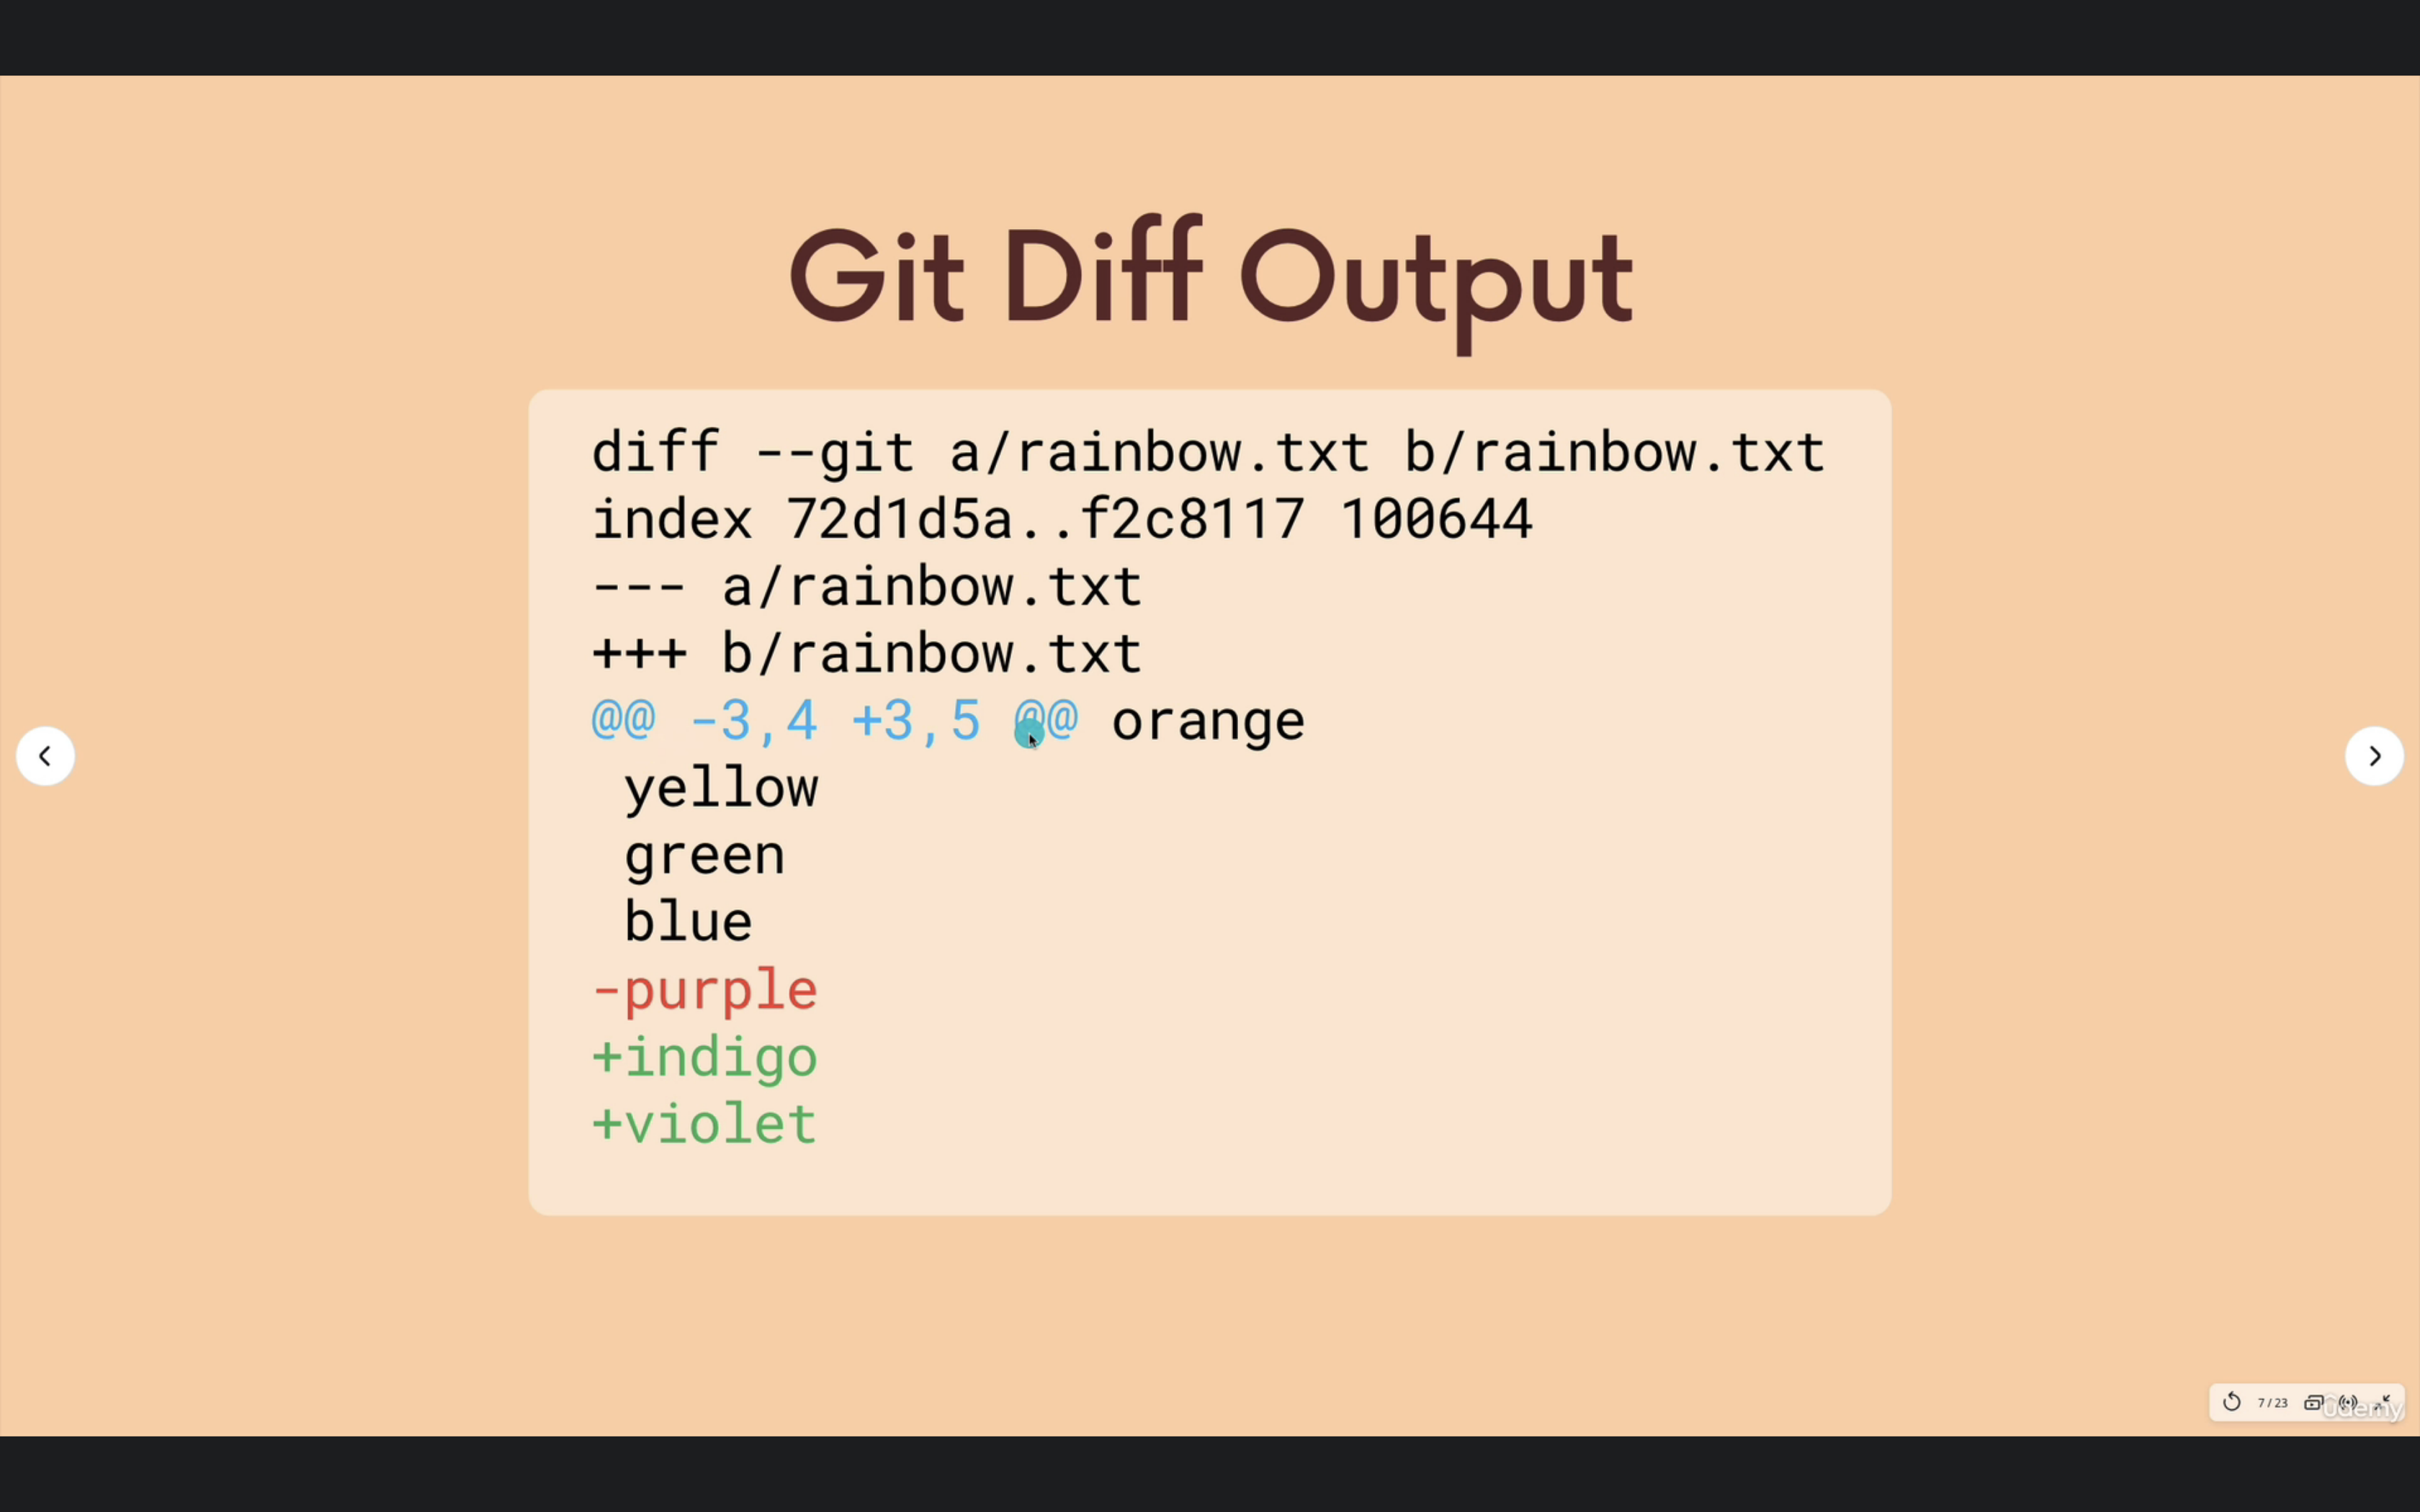 Git Diff Output
diff --git a/rainbow.txt b/rainbow.txt
index 72d1d5a..f2c8117 100644
--- a/rainbow.txt
+++ b/rainbow.txt
@@ -3,4 +3,5 @@ orange
 yellow
 green
 blue
-purple
+indigo
+violet
7 / 23
udemy